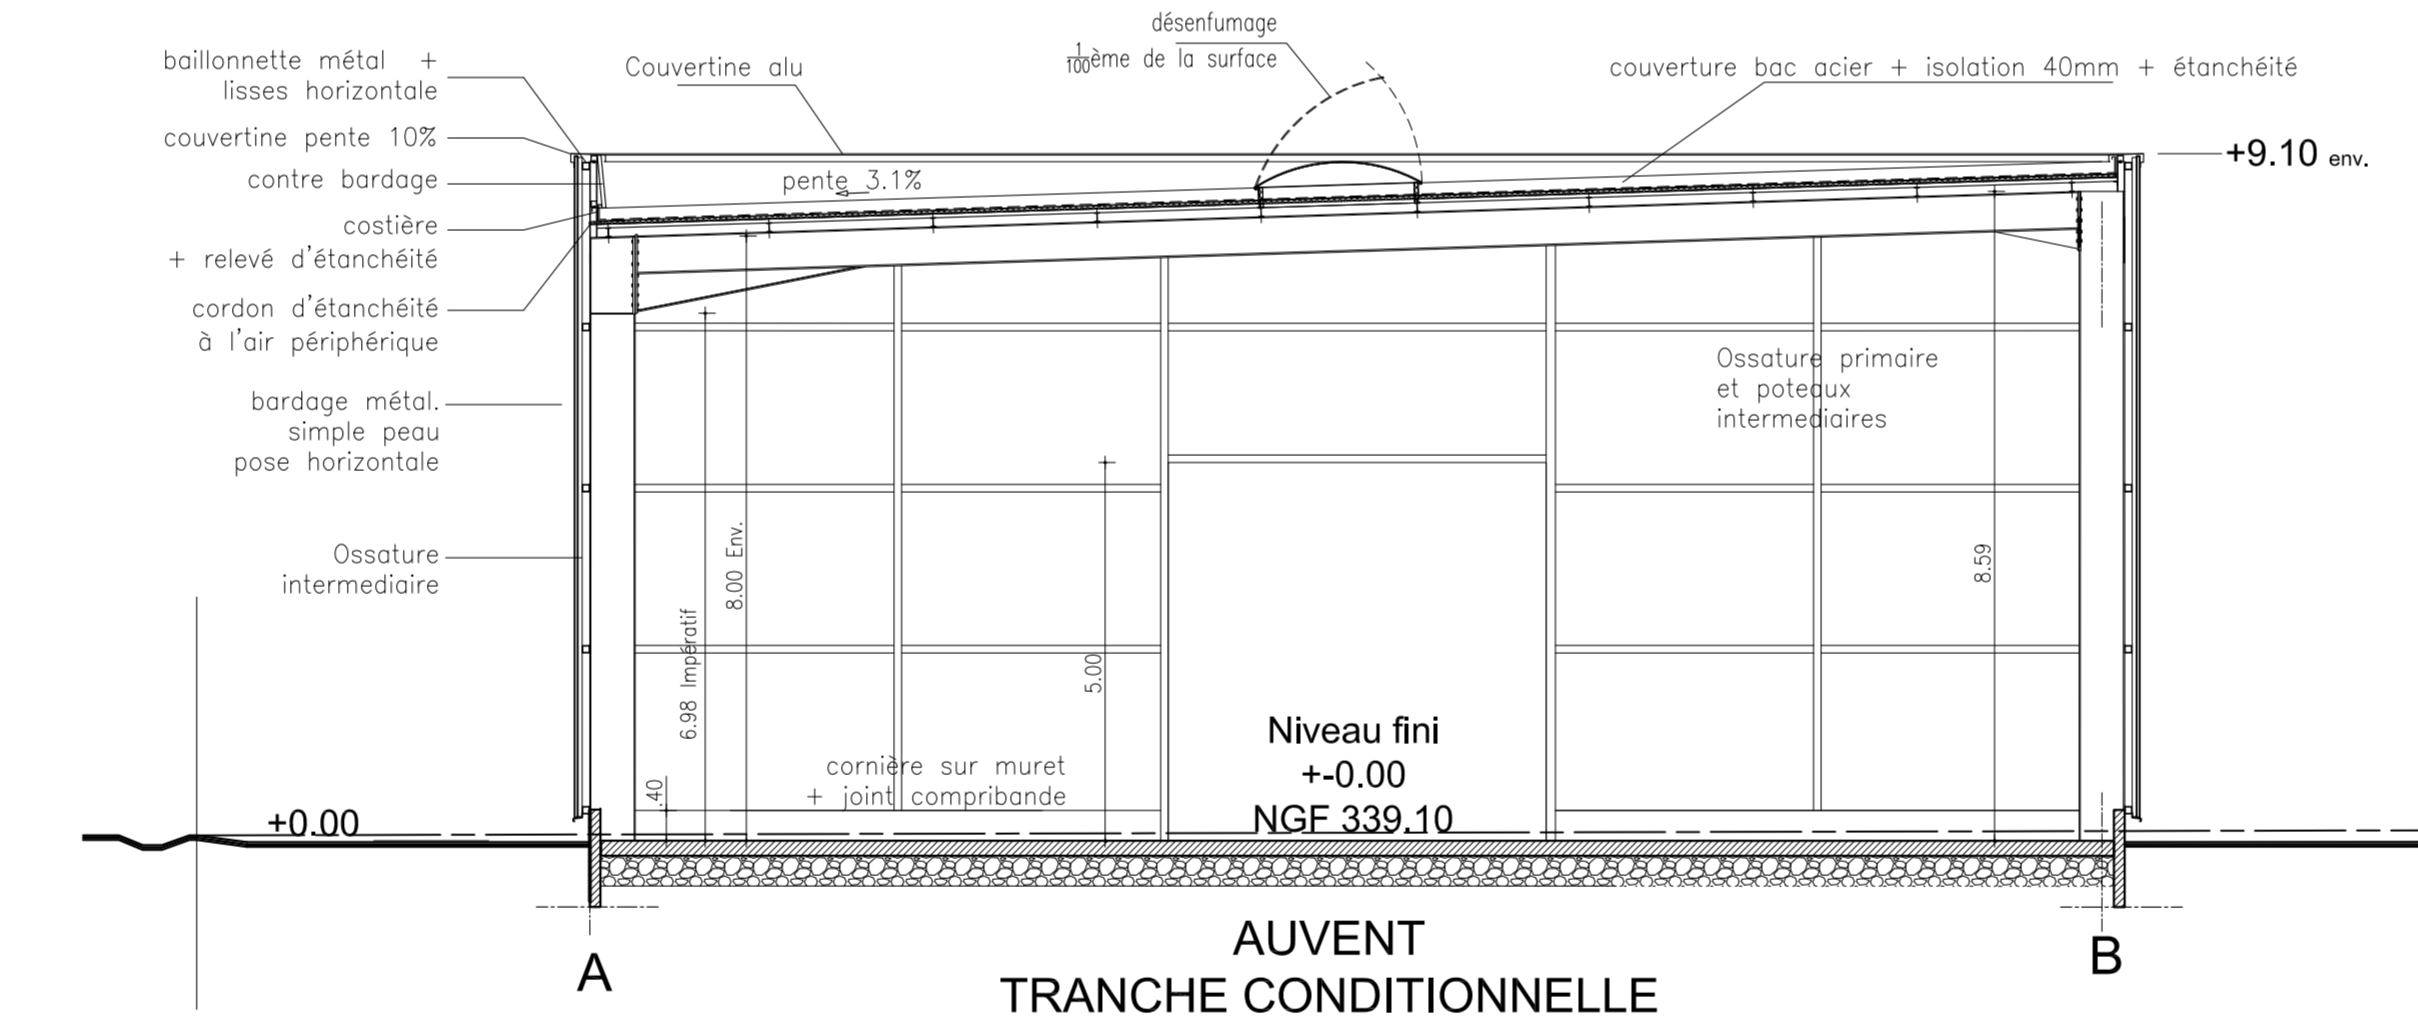 désenfumage
1/100ème de la surface
baillonnette métal +
lisses horizontale
Couvertine alu
couverture bac acier + isolation 40mm + étanchéité
couvertine pente 10%
+9.10 env.
contre bardage
pente 3.1%
costière
+ relevé d'étanchéité
cordon d'étanchéité
à l'air périphérique
Ossature primaire
et poteaux
intermediaires
bardage métal.
simple peau
pose horizontale
Ossature
intermediaire
8.00 Env.
8.59
6.98 Impératif
5.00
.40
cornière sur muret
+ joint compribande
Niveau fini
+-0.00
NGF 339.10
+0.00
A
B
AUVENT
TRANCHE CONDITIONNELLE